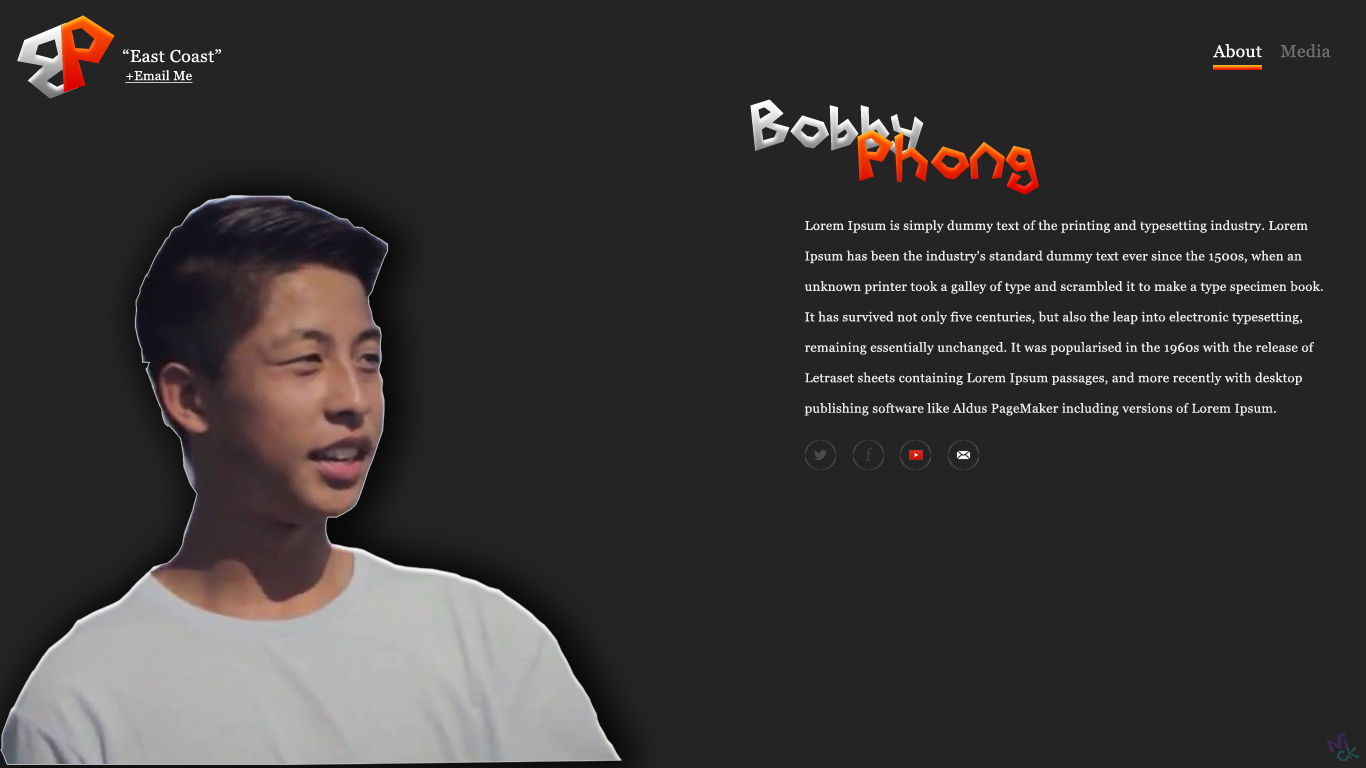 BP
“East Coast”
+Email Me
About Media
Bobby
Phong
Lorem Ipsum is simply dummy text of the printing and typesetting industry. Lorem
Ipsum has been the industry's standard dummy text ever since the 1500s, when an
unknown printer took a galley of type and scrambled it to make a type specimen book.
It has survived not only five centuries, but also the leap into electronic typesetting,
remaining essentially unchanged. It was popularised in the 1960s with the release of
Letraset sheets containing Lorem Ipsum passages, and more recently with desktop
publishing software like Aldus PageMaker including versions of Lorem Ipsum.
f
Nick